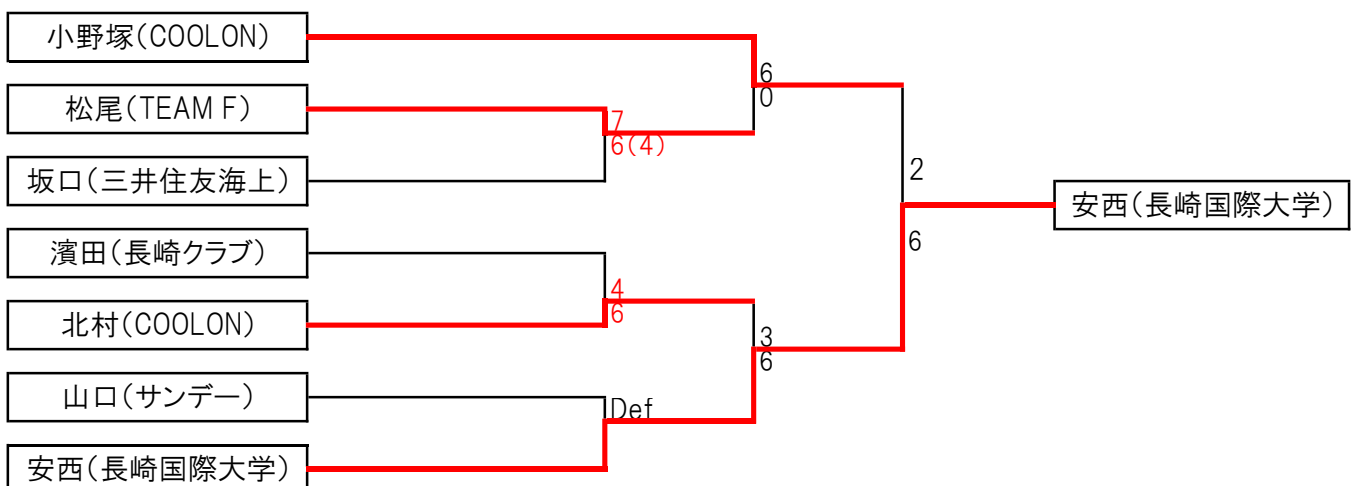 小野塚(COOLON)
6
0
松尾(TEAM F)
7
6(4)
坂口(三井住友海上)
2
安西(長崎国際大学)
6
濱田(長崎クラブ)
4
6
北村(COOLON)
3
6
山口(サンデー)
Def
安西(長崎国際大学)